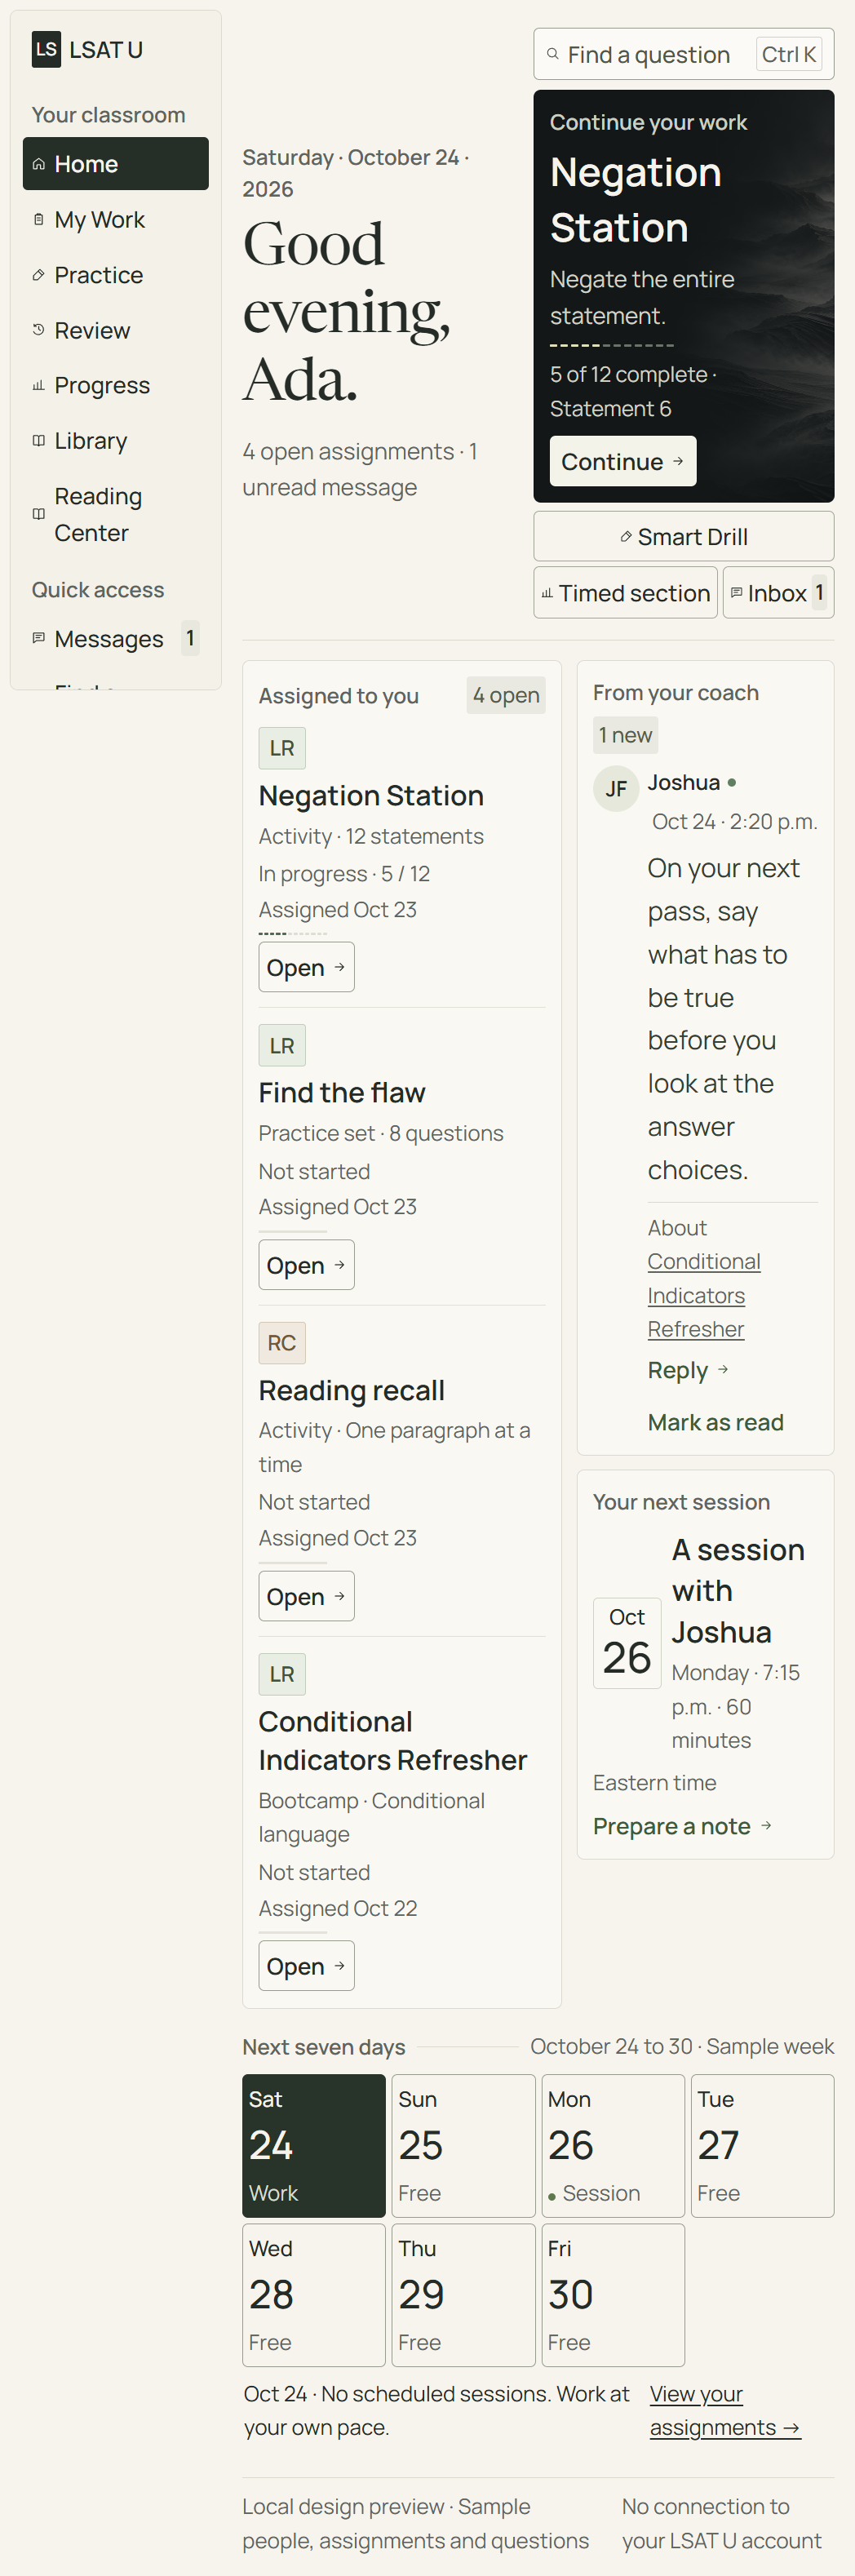 LS LSAT U
Your classroom
Home
My Work
Practice
Review
Progress
Library
Reading
Center
Quick access
Messages 1
Saturday · October 24 ·
2026
Good
evening,
Ada.
4 open assignments · 1
unread message
Find a question Ctrl K
Continue your work
Negation
Station
Negate the entire
statement.
5 of 12 complete ·
Statement 6
Continue →
Smart Drill
Timed section
Inbox 1
Assigned to you 4 open
LR
Negation Station
Activity · 12 statements
In progress · 5 / 12
Assigned Oct 23
Open →
LR
Find the flaw
Practice set · 8 questions
Not started
Assigned Oct 23
Open →
RC
Reading recall
Activity · One paragraph at a
time
Not started
Assigned Oct 23
Open →
LR
Conditional
Indicators Refresher
Bootcamp · Conditional
language
Not started
Assigned Oct 22
Open →
From your coach
1 new
JF Joshua
Oct 24 · 2:20 p.m.
On your next
pass, say
what has to
be true
before you
look at the
answer
choices.
About
Conditional
Indicators
Refresher
Reply →
Mark as read
Your next session
Oct
26
A session
with
Joshua
Monday · 7:15
p.m. · 60
minutes
Eastern time
Prepare a note →
Next seven days October 24 to 30 · Sample week
Sat
24
Work
Sun
25
Free
Mon
26
Session
Tue
27
Free
Wed
28
Free
Thu
29
Free
Fri
30
Free
Oct 24 · No scheduled sessions. Work at
your own pace.
View your
assignments →
Local design preview · Sample
people, assignments and questions
No connection to
your LSAT U account